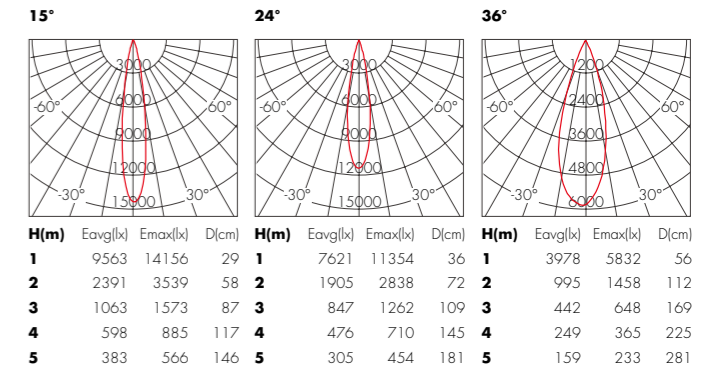 15° 24° 36°
3000 3000 1200
6000 6000 2400
-60° 60° -60° 60° -60° 60°
9000 9000 3600
12000 12000 4800
-30° 30° -30° 30° -30° 30°
15000 15000 6000
H(m) Eavg(lx) Emax(lx) D(cm) H(m) Eavg(lx) Emax(lx) D(cm) H(m) Eavg(lx) Emax(lx) D(cm)
1 9563 14156 29 1 7621 11354 36 1 3978 5832 56
2 2391 3539 58 2 1905 2838 72 2 995 1458 112
3 1063 1573 87 3 847 1262 109 3 442 648 169
4 598 885 117 4 476 710 145 4 249 365 225
5 383 566 146 5 305 454 181 5 159 233 281